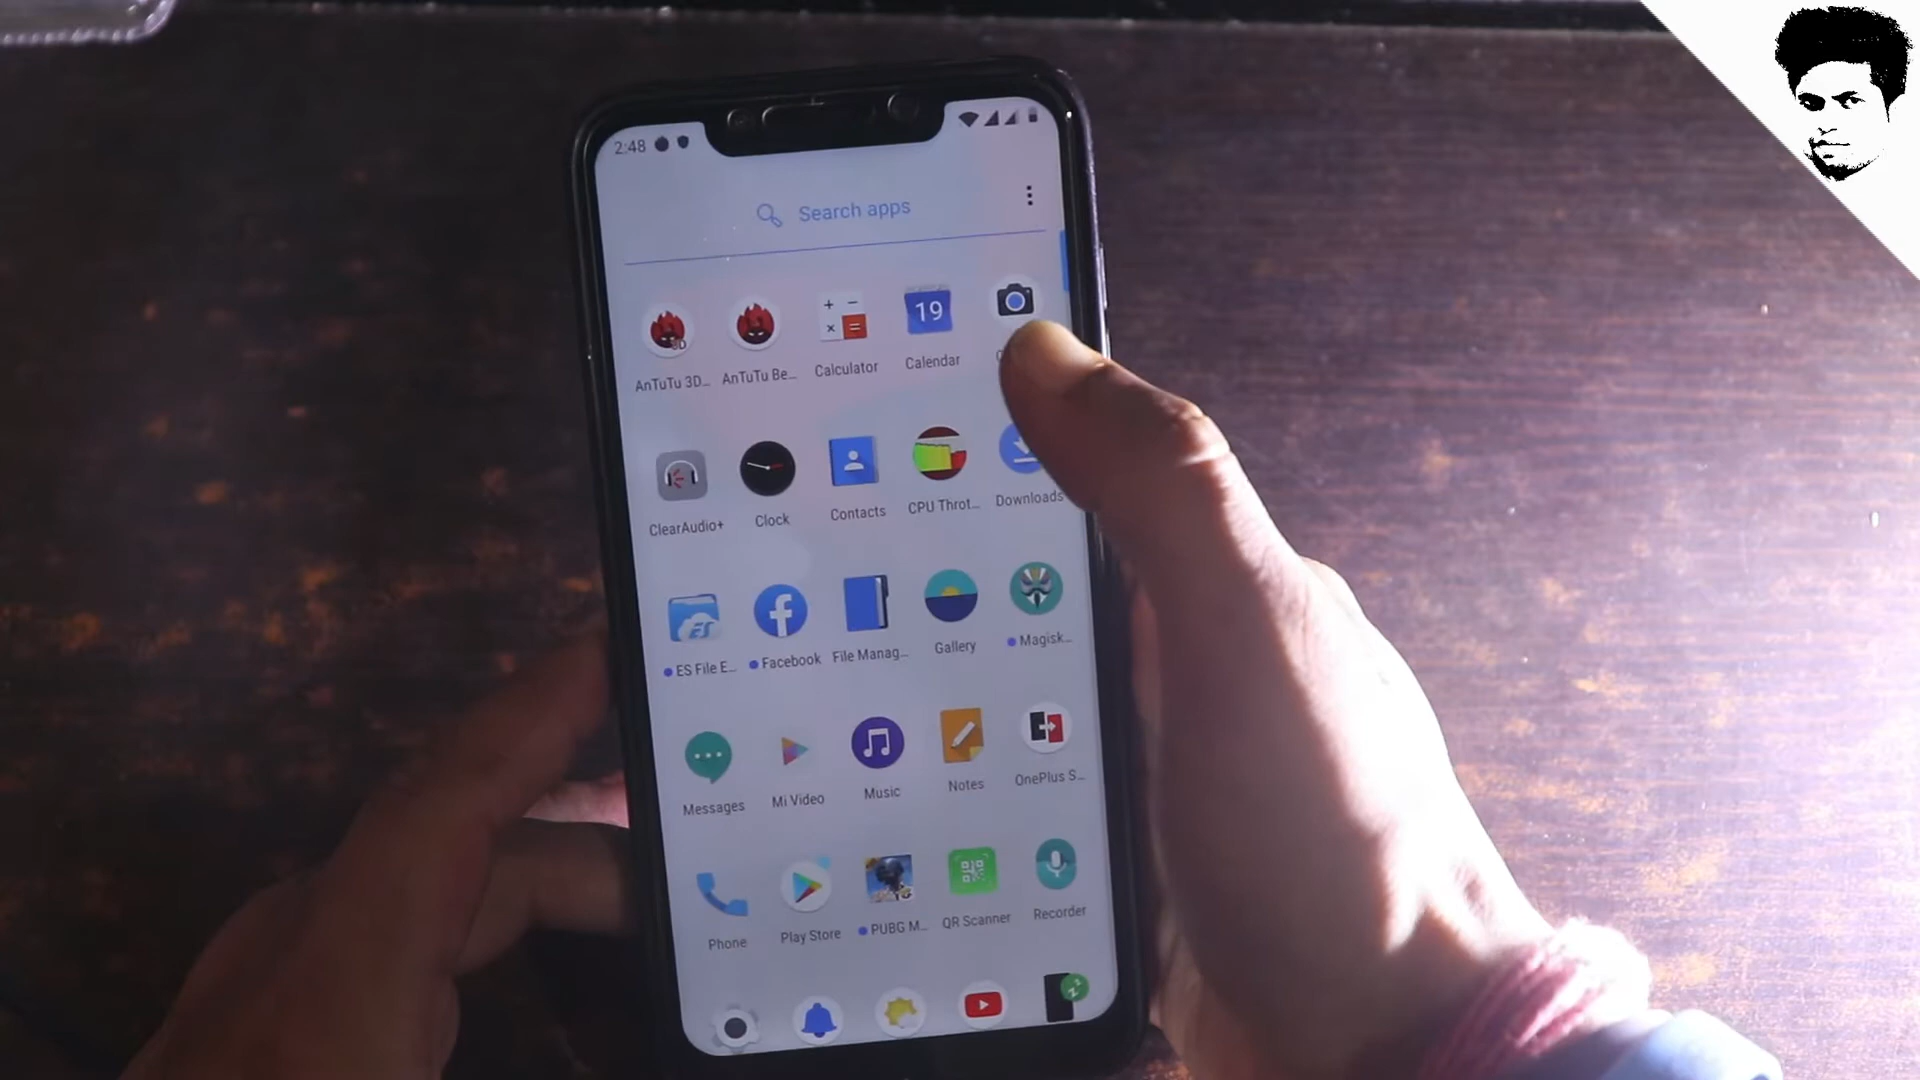 2:48
Search apps
19
AnTuTu 3D... AnTuTu Be... Calculator Calendar
ClearAudio+ Clock Contacts CPU Throt... Downloads
ES
ES File E... Facebook File Manag... Gallery Magisk...
Messages Mi Video Music Notes OnePlus S...
Phone Play Store PUBG M... QR Scanner Recorder